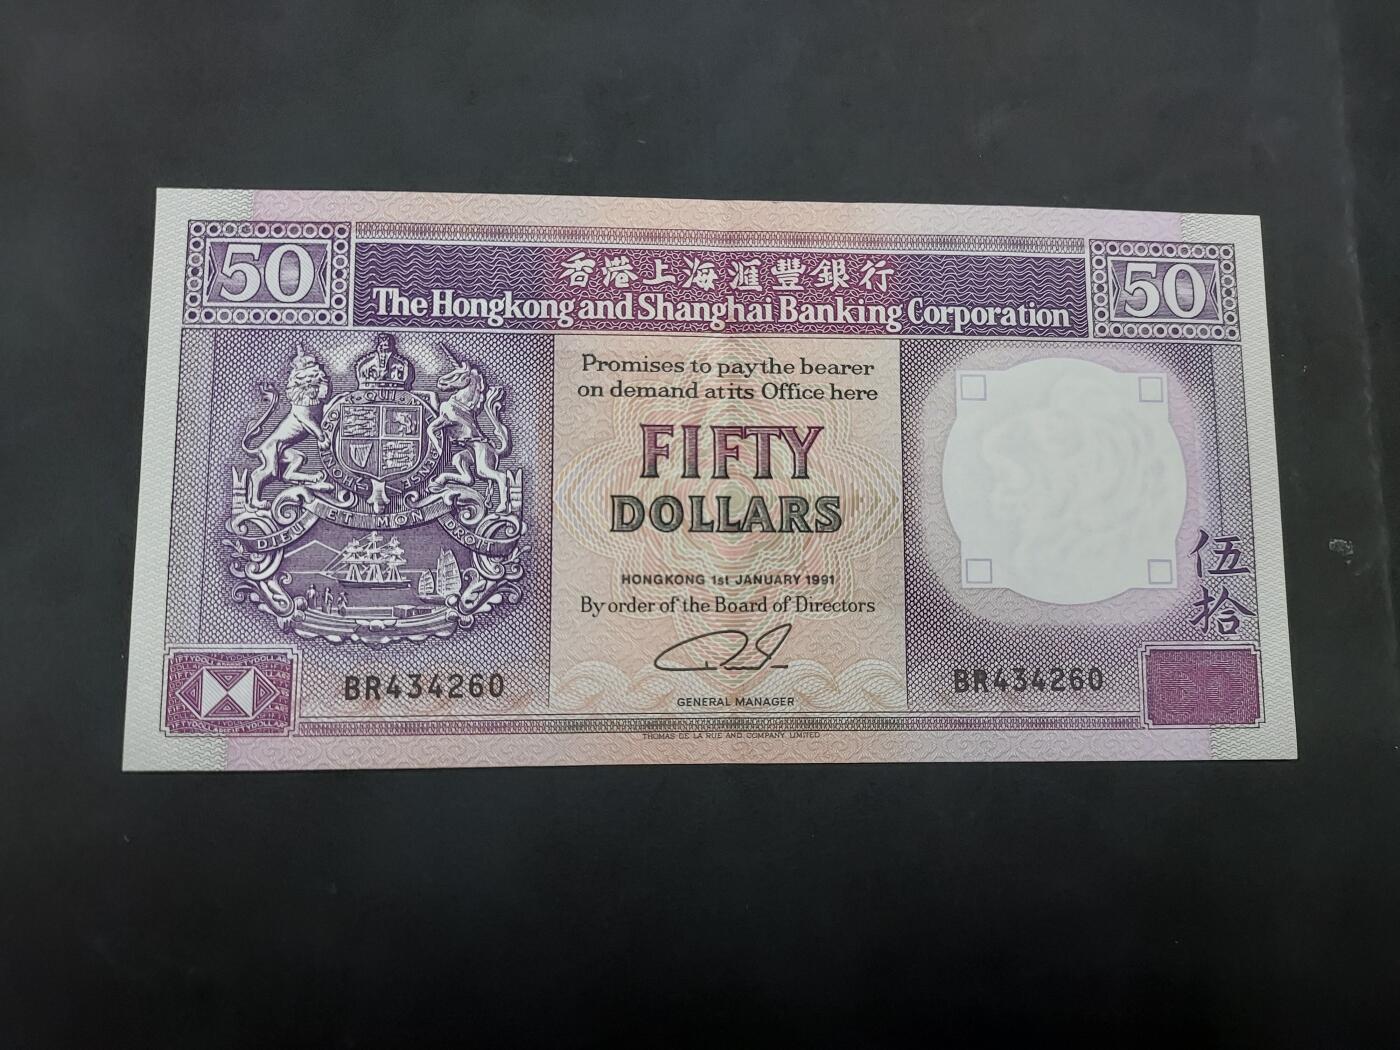 50
香港上海滙豐銀行
50
The Hongkong and Shanghai Banking Corporation
Promises to pay the bearer
on demand at its Office here
FIFTY
DOLLARS
DIEU ET MON DROIT
HONGKONG 1st JANUARY 1991
By order of the Board of Directors
伍拾
BR434260
BR434260
GENERAL MANAGER
THOMAS DE LA RUE AND COMPANY LIMITED